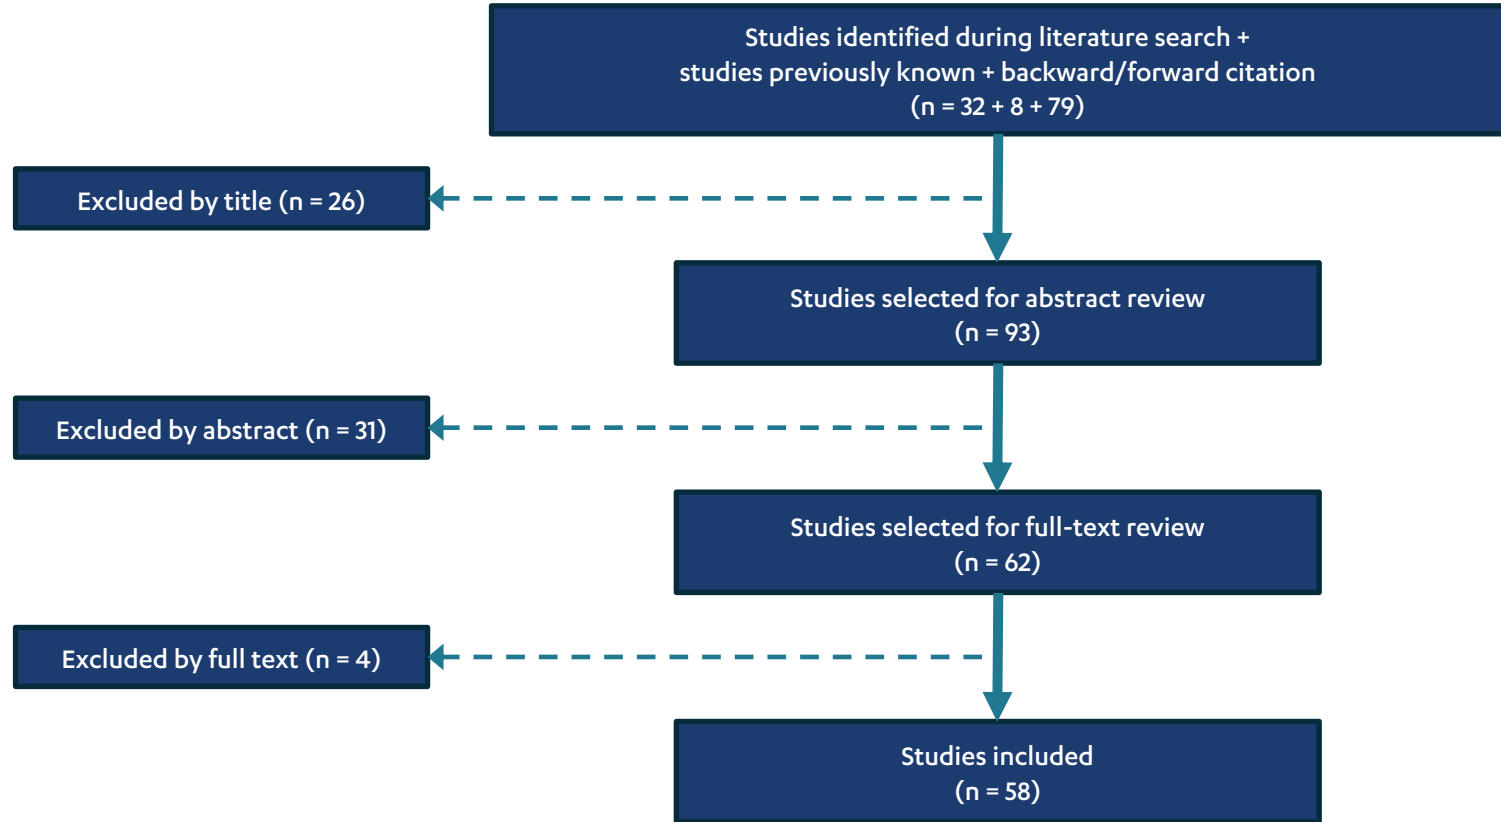 Studies identified during literature search +
studies previously known + backward/forward citation
(n = 32 + 8 + 79)
Excluded by title (n = 26)
Studies selected for abstract review
(n = 93)
Excluded by abstract (n = 31)
Studies selected for full-text review
(n = 62)
Excluded by full text (n = 4)
Studies included
(n = 58)